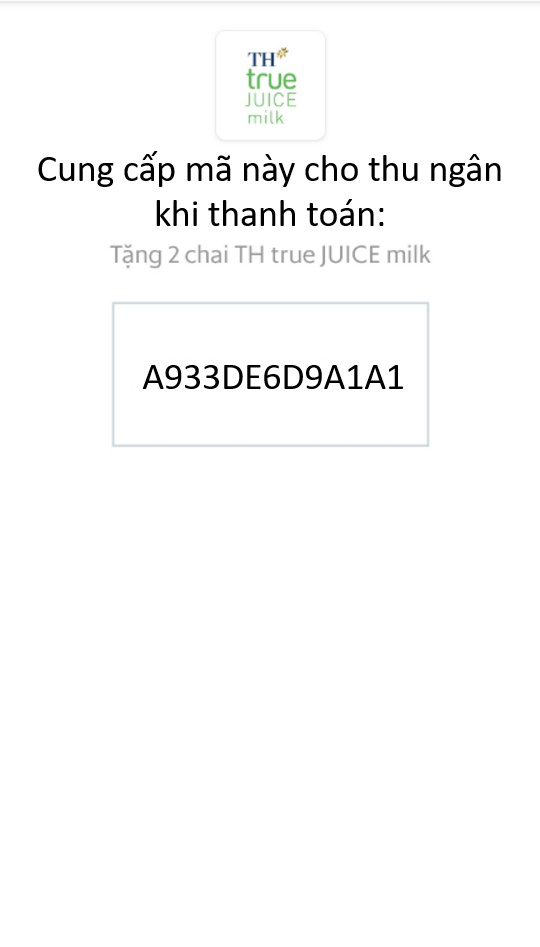 TH
true
JUICE
milk
Cung cấp mã này cho thu ngân
khi thanh toán:
Tặng 2 chai TH true JUICE milk
A933DE6D9A1A1